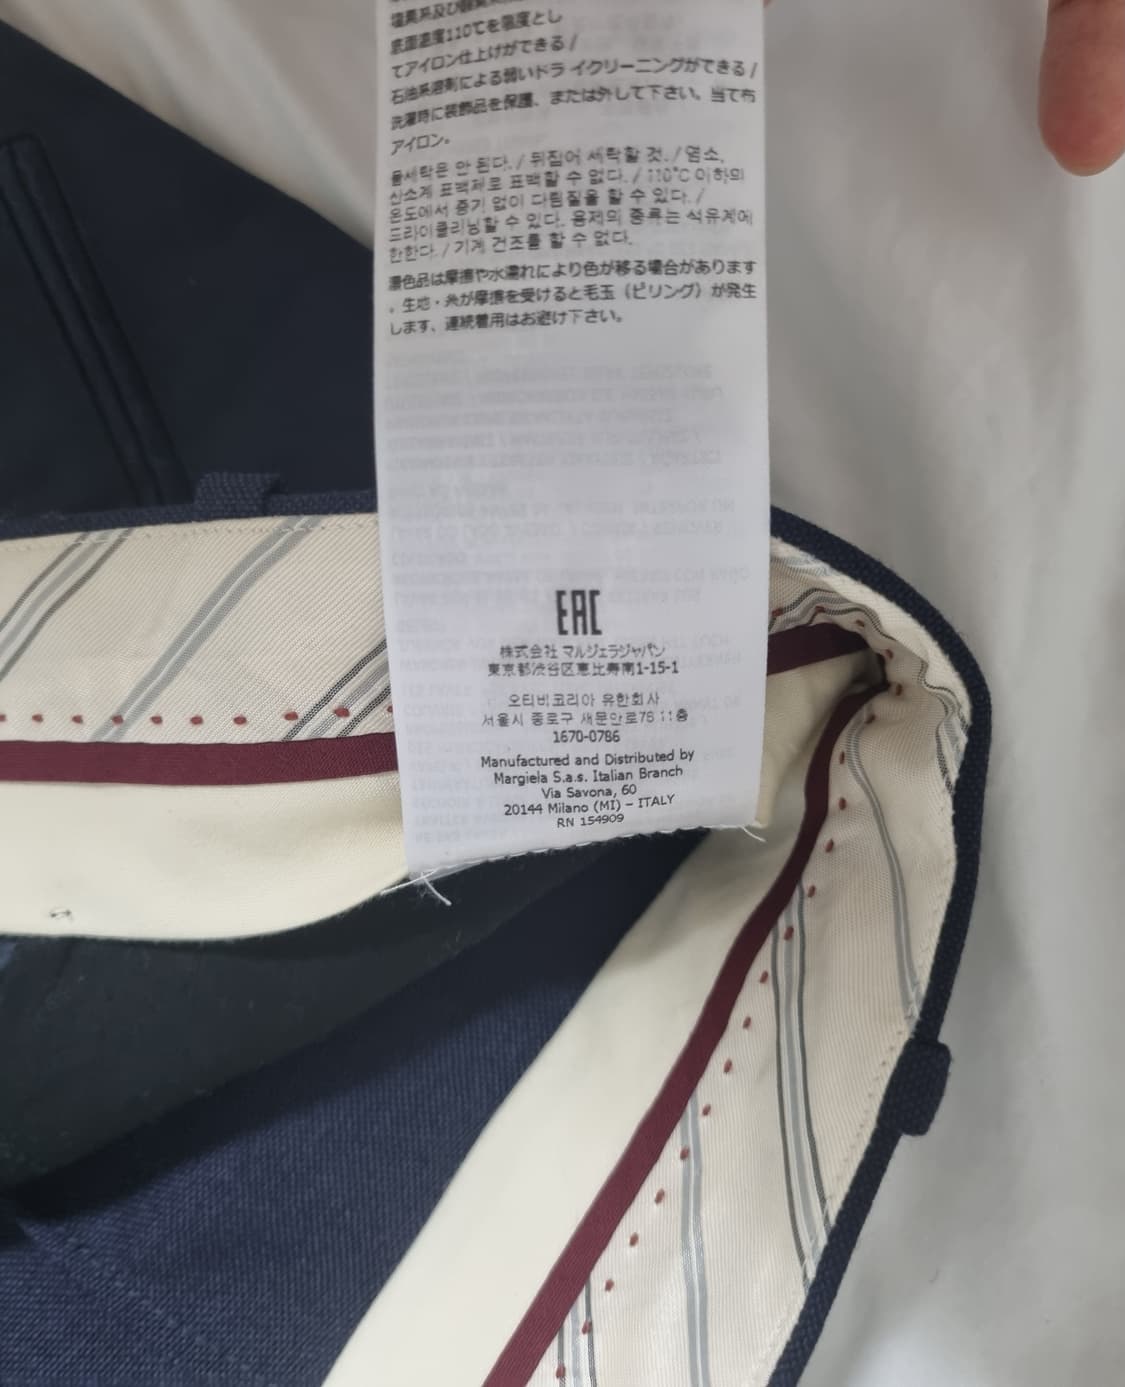 底面温度110℃を限度とし
てアイロン仕上げができる /
石油系溶剤による弱いドラ イクリーニングができる /
洗濯時に装飾品を保護、または外して下さい。当て布
アイロン。
물세탁은 안 된다. / 뒤집어 세탁할 것. / 염소,
산소계 표백제로 표백할 수 없다. / 110℃ 이하의
온도에서 증기 없이 다림질을 할 수 있다. /
드라이클리닝할 수 있다. 용제의 종류는 석유계에
한한다. / 기계 건조를 할 수 없다.
濃色品は摩擦や水濡れにより色が移る場合があります
。生地・糸が摩擦を受けると毛玉（ピリング）が発生
します、連続着用はお避け下さい。
EAC
株式会社 マルジェラジャパン
東京都渋谷区恵比寿南1-15-1
오티비코리아 유한회사
서울시 종로구 새문안로76 11층
1670-0786
Manufactured and Distributed by
Margiela S.a.s. Italian Branch
Via Savona, 60
20144 Milano (MI) – ITALY
RN 154909